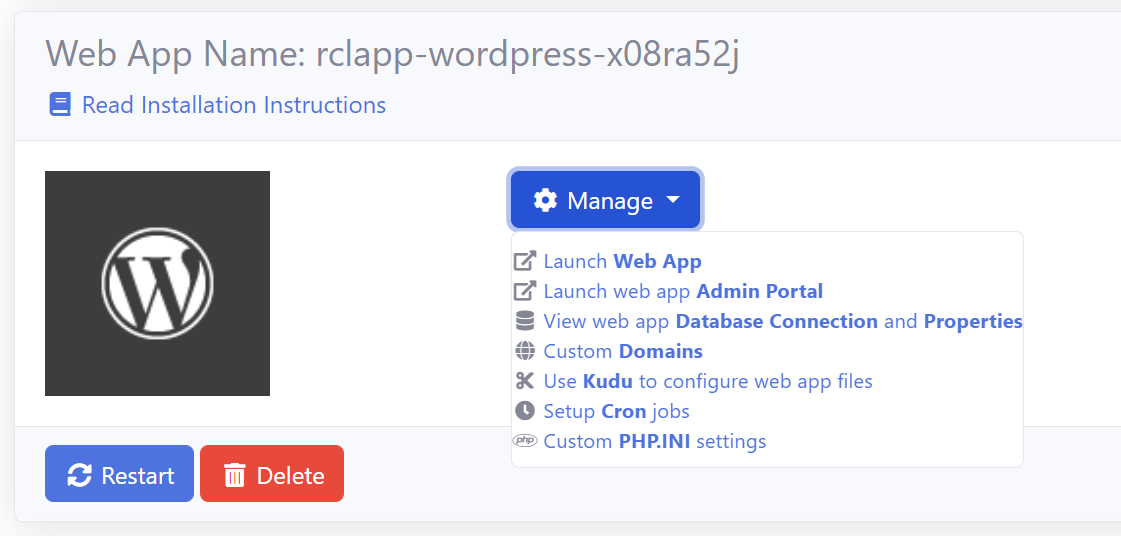 Web App Name: rclapp-wordpress-x08ra52j
Read Installation Instructions
Manage
Launch Web App
Launch web app Admin Portal
View web app Database Connection and Properties
Custom Domains
Use Kudu to configure web app files
Setup Cron jobs
php Custom PHP.INI settings
Restart
Delete